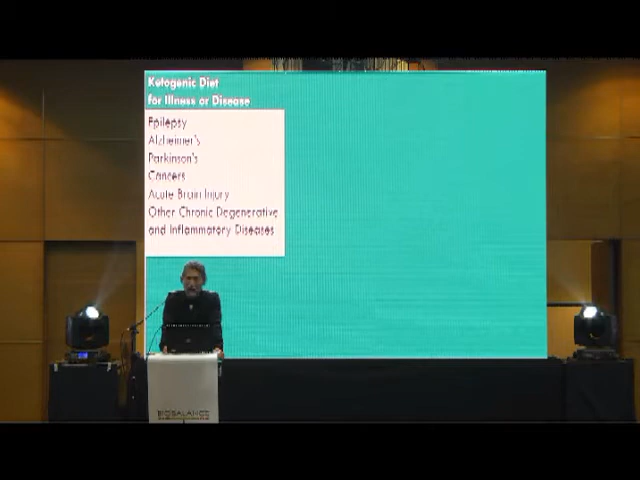 Ketogenic Diet
for Illness or Disease
Epilepsy
Alzheimer's
Parkinson's
Cancers
Acute Brain Injury
Other Chronic Degenerative
and Inflammatory Diseases
BIOBALANCE